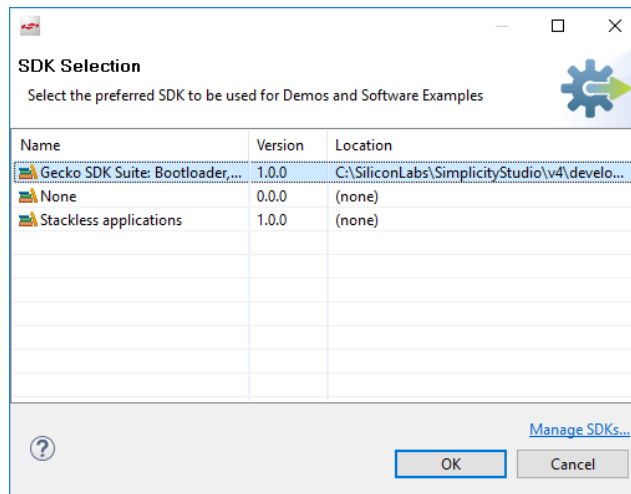 SDK Selection
Select the preferred SDK to be used for Demos and Software Examples
Name Version Location
Gecko SDK Suite: Bootloader,... 1.0.0 C:\SiliconLabs\SimplicityStudio\v4\develo...
None 0.0.0 (none)
Stackless applications 1.0.0 (none)
Manage SDKs...
?
OK Cancel